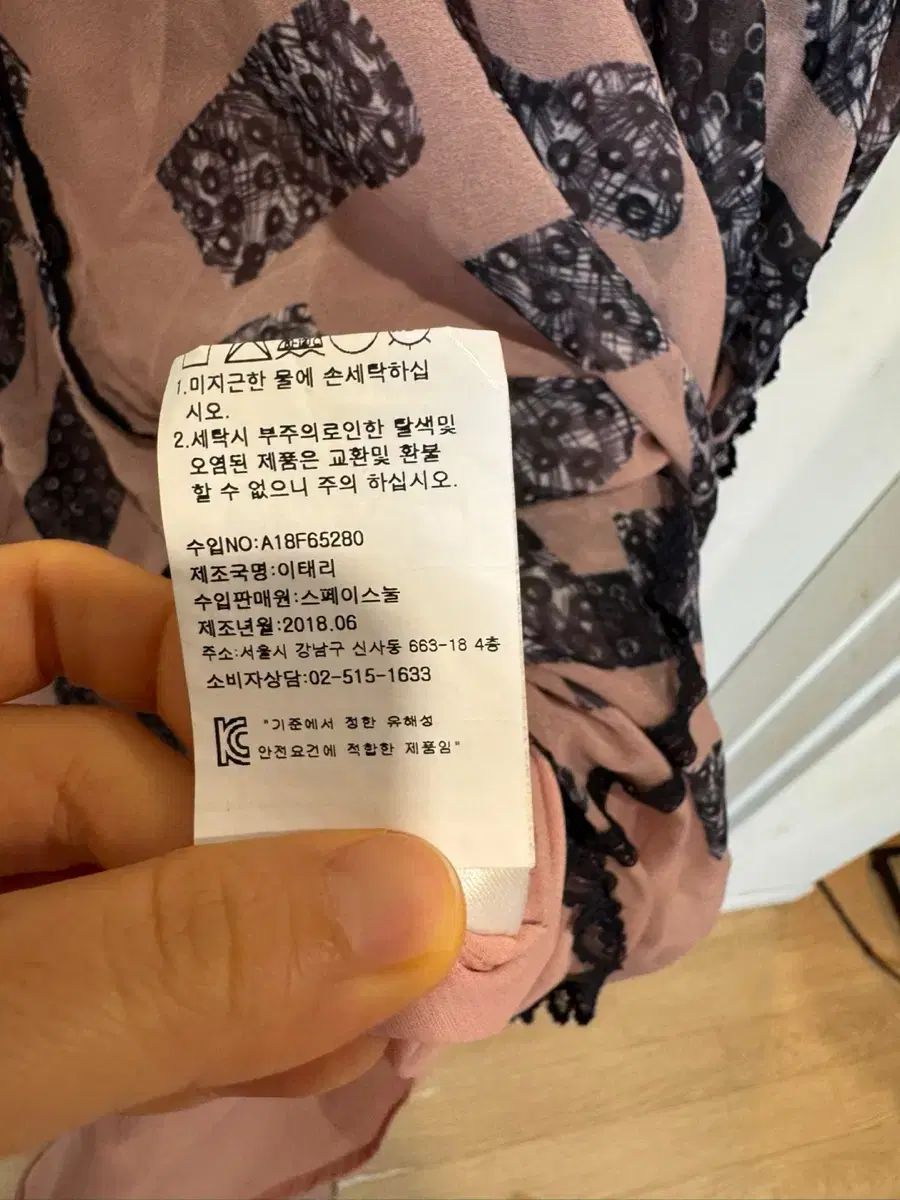 1.미지근한 물에 손세탁하십
시오.
2.세탁시 부주의로인한 탈색및
오염된 제품은 교환및 환불
할 수 없으니 주의 하십시오.
수입NO:A18F65280
제조국명:이태리
수입판매원:스페이스눌
제조년월:2018.06
주소:서울시 강남구 신사동 663-18 4층
소비자상담:02-515-1633
KC "기준에서 정한 유해성
안전요건에 적합한 제품임"